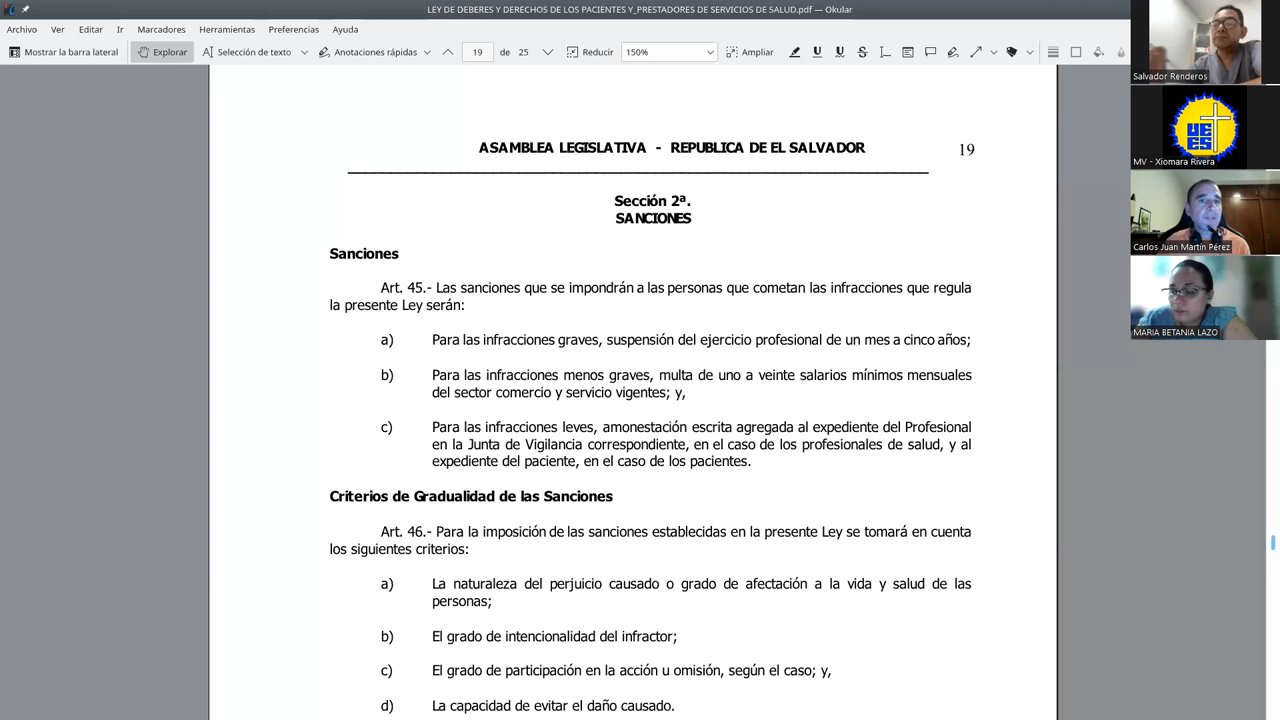 LEY DE DEBERES Y DERECHOS DE LOS PACIENTES Y_PRESTADORES DE SERVICIOS DE SALUD.pdf — Okular
Archivo Ver Editar Ir Marcadores Herramientas Preferencias Ayuda
Mostrar la barra lateral Explorar Selección de texto Anotaciones rápidas 19 de 25 Reducir 150% Ampliar
Salvador Renderos
UE
ES
MV - Xiomara Rivera
Carlos Juan Martín Pérez
MARIA BETANIA LAZO
ASAMBLEA LEGISLATIVA - REPUBLICA DE EL SALVADOR 19
Sección 2ª.
SANCIONES
Sanciones
Art. 45.- Las sanciones que se impondrán a las personas que cometan las infracciones que regula
la presente Ley serán:
a) Para las infracciones graves, suspensión del ejercicio profesional de un mes a cinco años;
b) Para las infracciones menos graves, multa de uno a veinte salarios mínimos mensuales
del sector comercio y servicio vigentes; y,
c) Para las infracciones leves, amonestación escrita agregada al expediente del Profesional
en la Junta de Vigilancia correspondiente, en el caso de los profesionales de salud, y al
expediente del paciente, en el caso de los pacientes.
Criterios de Gradualidad de las Sanciones
Art. 46.- Para la imposición de las sanciones establecidas en la presente Ley se tomará en cuenta
los siguientes criterios:
a) La naturaleza del perjuicio causado o grado de afectación a la vida y salud de las
personas;
b) El grado de intencionalidad del infractor;
c) El grado de participación en la acción u omisión, según el caso; y,
d) La capacidad de evitar el daño causado.